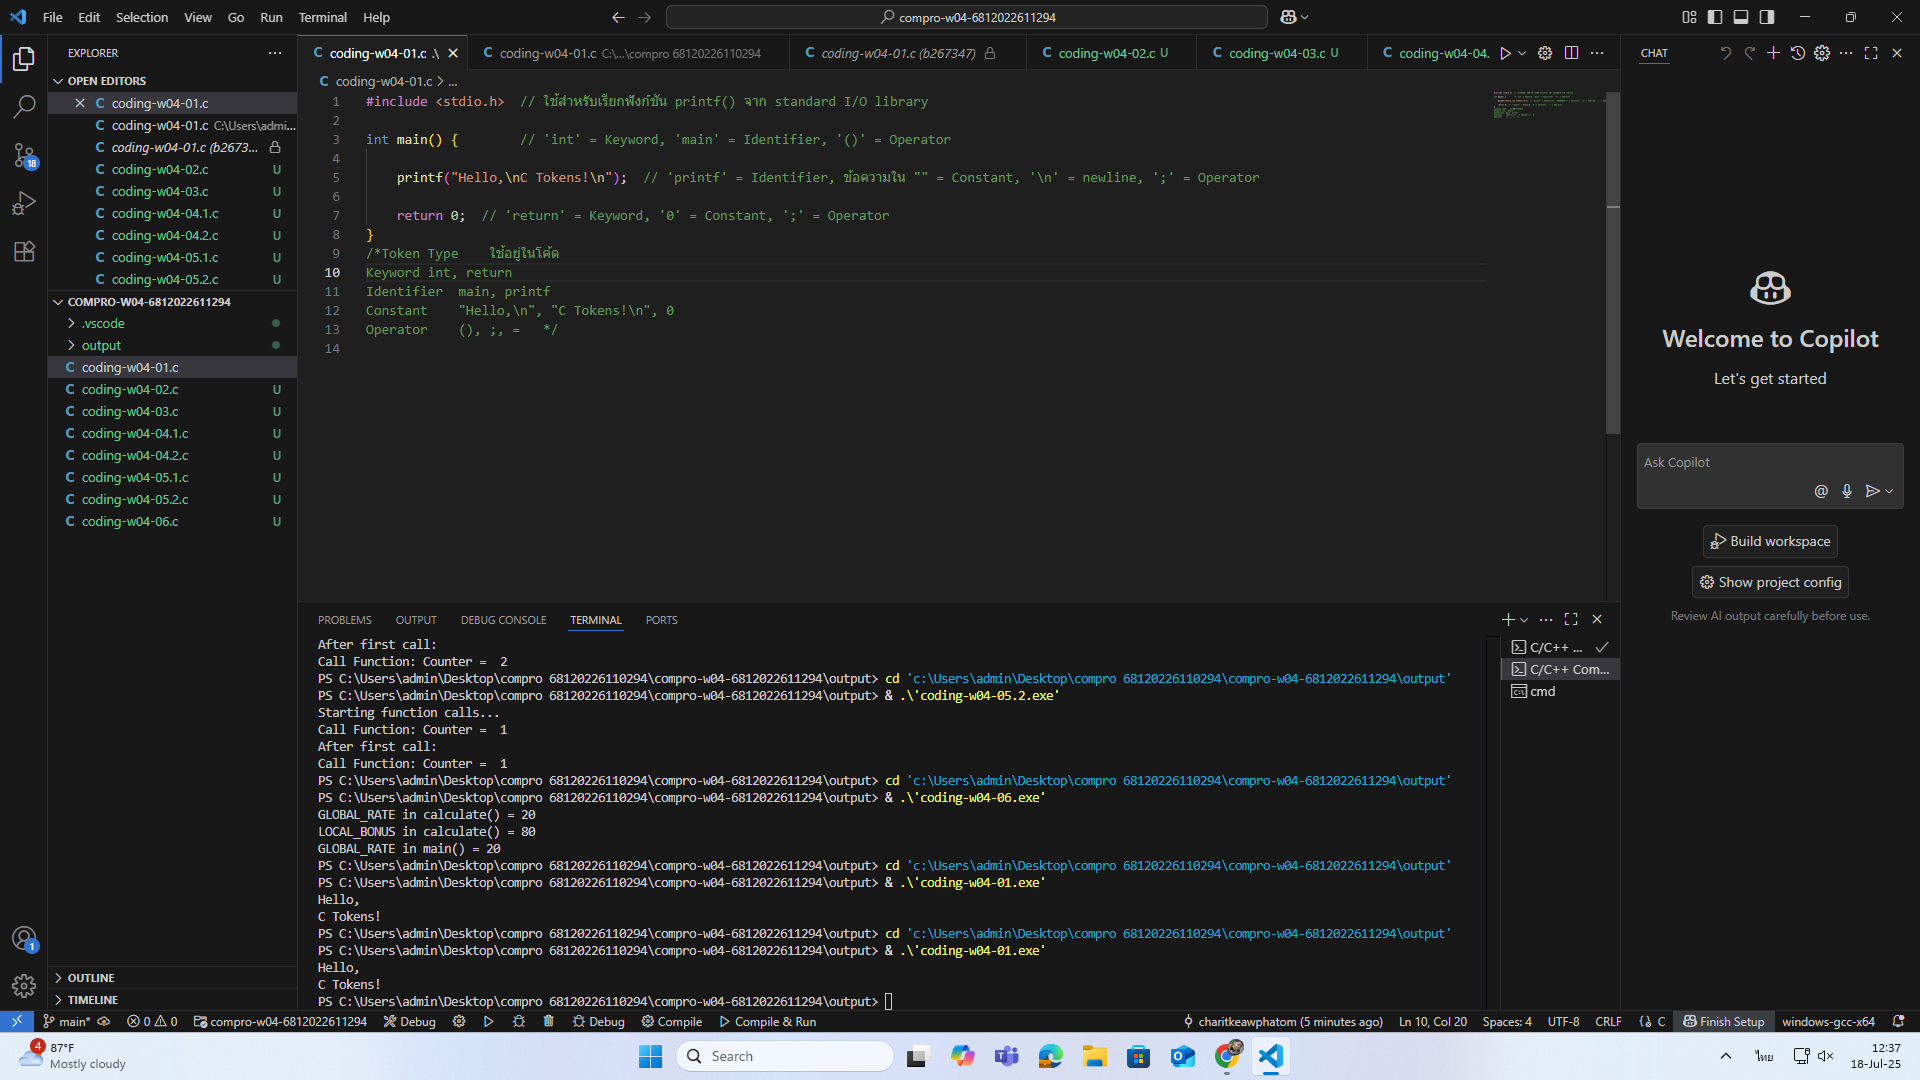 File Edit Selection View Go Run Terminal Help
compro-w04-6812022611294
EXPLORER
OPEN EDITORS
coding-w04-01.c
coding-w04-01.c C:\Users\admi...
coding-w04-01.c (b2673...
coding-w04-02.c U
coding-w04-03.c U
coding-w04-04.1.c U
coding-w04-04.2.c U
coding-w04-05.1.c U
coding-w04-05.2.c U
COMPRO-W04-6812022611294
.vscode
output
coding-w04-01.c
coding-w04-02.c U
coding-w04-03.c U
coding-w04-04.1.c U
coding-w04-04.2.c U
coding-w04-05.1.c U
coding-w04-05.2.c U
coding-w04-06.c U
OUTLINE
TIMELINE
18
1
coding-w04-01.c .\ coding-w04-01.c C:\...\compro 68120226110294 coding-w04-01.c (b267347) coding-w04-02.c U coding-w04-03.c U coding-w04-04.
coding-w04-01.c > ...
1 #include <stdio.h> // ใช้สำหรับเรียกฟังก์ชัน printf() จาก standard I/O library
2
3 int main() { // 'int' = Keyword, 'main' = Identifier, '()' = Operator
4
5 printf("Hello,\nC Tokens!\n"); // 'printf' = Identifier, ข้อความใน "" = Constant, '\n' = newline, ';' = Operator
6
7 return 0; // 'return' = Keyword, '0' = Constant, ';' = Operator
8 }
9 /*Token Type ใช้อยู่ในโค้ด
10 Keyword int, return
11 Identifier main, printf
12 Constant "Hello,\n", "C Tokens!\n", 0
13 Operator (), ;, = */
14
PROBLEMS OUTPUT DEBUG CONSOLE TERMINAL PORTS
After first call:
Call Function: Counter = 2
PS C:\Users\admin\Desktop\compro 68120226110294\compro-w04-6812022611294\output> cd 'c:\Users\admin\Desktop\compro 68120226110294\compro-w04-6812022611294\output'
PS C:\Users\admin\Desktop\compro 68120226110294\compro-w04-6812022611294\output> & .\'coding-w04-05.2.exe'
Starting function calls...
Call Function: Counter = 1
After first call:
Call Function: Counter = 1
PS C:\Users\admin\Desktop\compro 68120226110294\compro-w04-6812022611294\output> cd 'c:\Users\admin\Desktop\compro 68120226110294\compro-w04-6812022611294\output'
PS C:\Users\admin\Desktop\compro 68120226110294\compro-w04-6812022611294\output> & .\'coding-w04-06.exe'
GLOBAL_RATE in calculate() = 20
LOCAL_BONUS in calculate() = 80
GLOBAL_RATE in main() = 20
PS C:\Users\admin\Desktop\compro 68120226110294\compro-w04-6812022611294\output> cd 'c:\Users\admin\Desktop\compro 68120226110294\compro-w04-6812022611294\output'
PS C:\Users\admin\Desktop\compro 68120226110294\compro-w04-6812022611294\output> & .\'coding-w04-01.exe'
Hello,
C Tokens!
PS C:\Users\admin\Desktop\compro 68120226110294\compro-w04-6812022611294\output> cd 'c:\Users\admin\Desktop\compro 68120226110294\compro-w04-6812022611294\output'
PS C:\Users\admin\Desktop\compro 68120226110294\compro-w04-6812022611294\output> & .\'coding-w04-01.exe'
Hello,
C Tokens!
PS C:\Users\admin\Desktop\compro 68120226110294\compro-w04-6812022611294\output>
C/C++ ...
C/C++ Com...
cmd
CHAT
Welcome to Copilot
Let's get started
Ask Copilot
@
Build workspace
Show project config
Review AI output carefully before use.
main* 0 0 compro-w04-6812022611294 Debug Debug Compile Compile & Run charitkeawphatom (5 minutes ago) Ln 10, Col 20 Spaces: 4 UTF-8 CRLF {} C Finish Setup windows-gcc-x64
4
87°F
Mostly cloudy
Search
ไทย
12:37
18-Jul-25